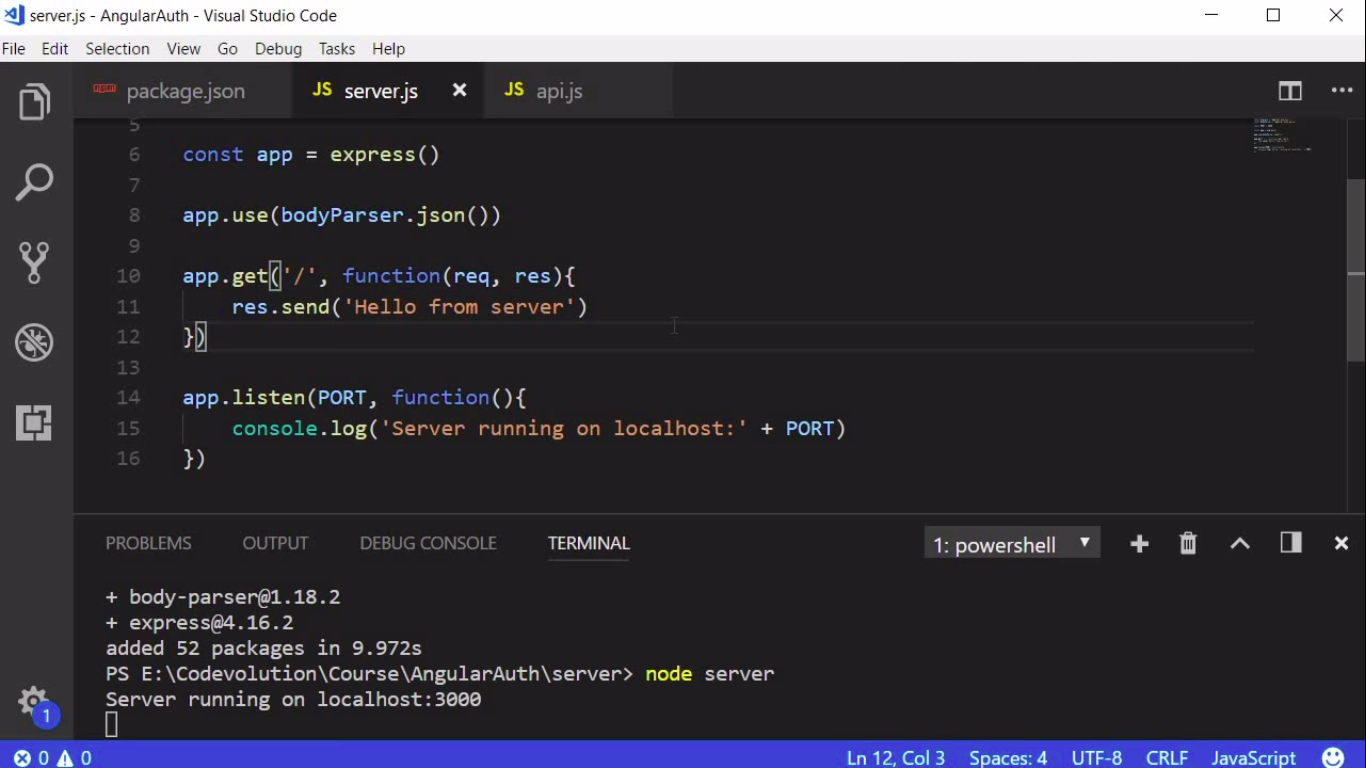 server.js - AngularAuth - Visual Studio Code
File Edit Selection View Go Debug Tasks Help
npm package.json JS server.js JS api.js
5
6 const app = express()
7
8 app.use(bodyParser.json())
9
10 app.get('/', function(req, res){
11     res.send('Hello from server')
12 })
13
14 app.listen(PORT, function(){
15     console.log('Server running on localhost:' + PORT)
16 })
PROBLEMS OUTPUT DEBUG CONSOLE TERMINAL 1: powershell
+ body-parser@1.18.2
+ express@4.16.2
added 52 packages in 9.972s
PS E:\Codevolution\Course\AngularAuth\server> node server
Server running on localhost:3000
1
0 0 Ln 12, Col 3 Spaces: 4 UTF-8 CRLF JavaScript